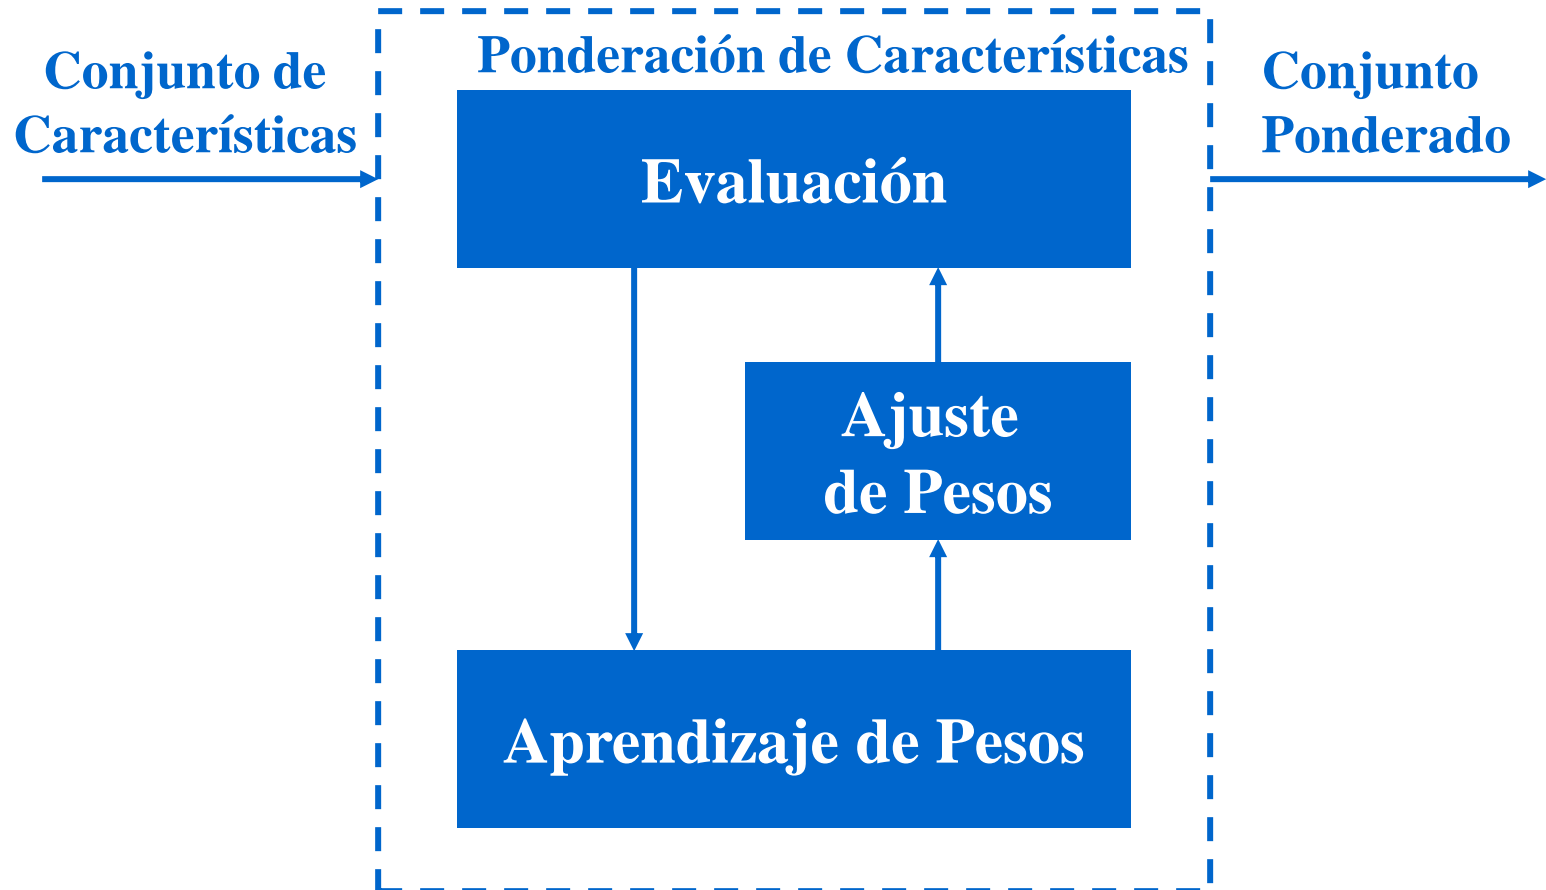 Conjunto de
Características
Ponderación de Características
Conjunto
Ponderado
Evaluación
Ajuste
de Pesos
Aprendizaje de Pesos